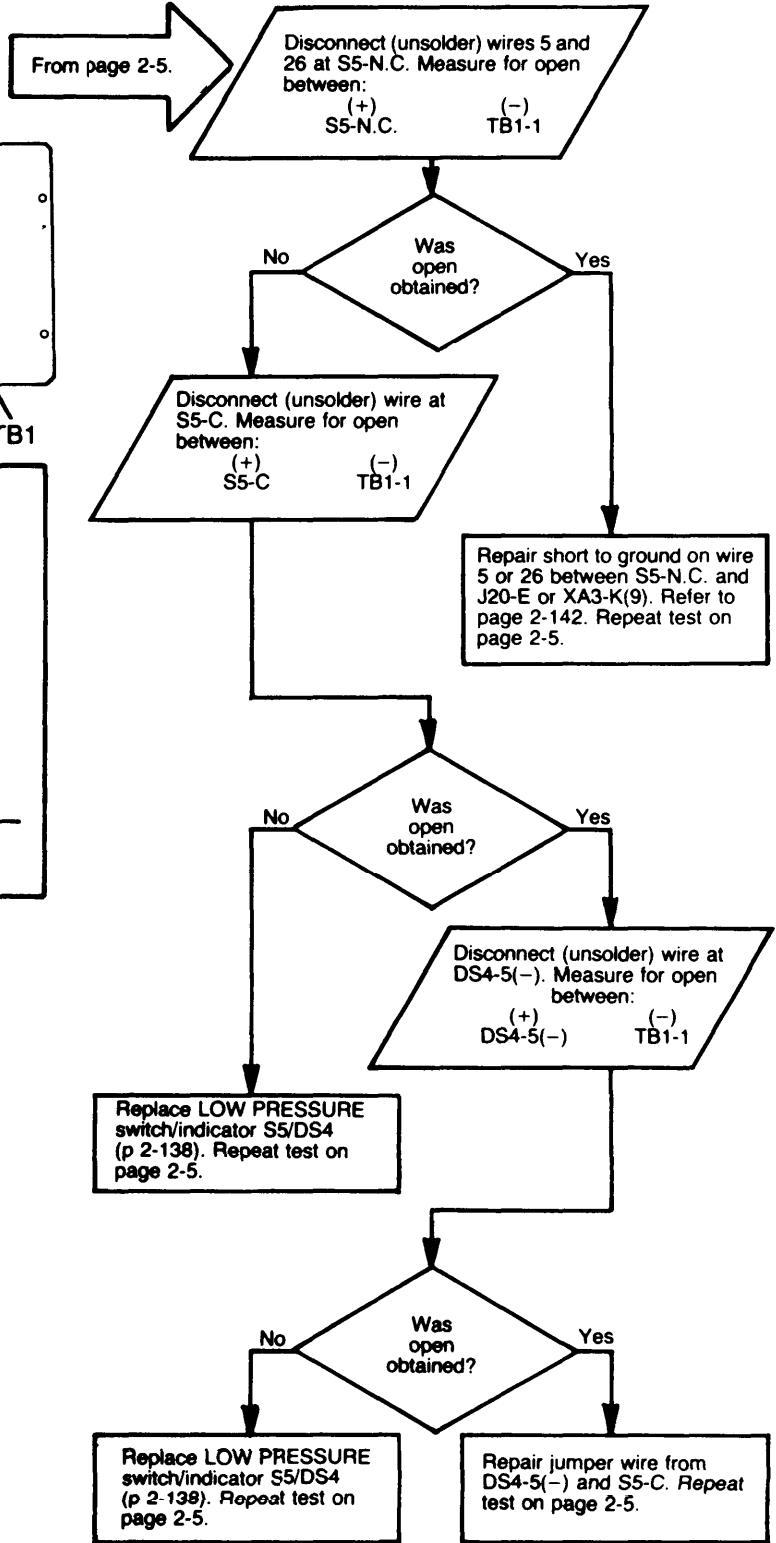 From page 2-5.
Disconnect (unsolder) wires 5 and
26 at S5-N.C. Measure for open
between:
(+) (−)
S5-N.C. TB1-1
Was
open
obtained?
No
Yes
TB1
Disconnect (unsolder) wire at
S5-C. Measure for open
between:
(+) (−)
S5-C TB1-1
Repair short to ground on wire
5 or 26 between S5-N.C. and
J20-E or XA3-K(9). Refer to
page 2-142. Repeat test on
page 2-5.
Was
open
obtained?
No
Yes
Disconnect (unsolder) wire at
DS4-5(−). Measure for open
between:
(+) (−)
DS4-5(−) TB1-1
Replace LOW PRESSURE
switch/indicator S5/DS4
(p 2-138). Repeat test on
page 2-5.
Was
open
obtained?
No
Yes
Replace LOW PRESSURE
switch/indicator S5/DS4
(p 2-138). Repeat test on
page 2-5.
Repair jumper wire from
DS4-5(−) and S5-C. Repeat
test on page 2-5.